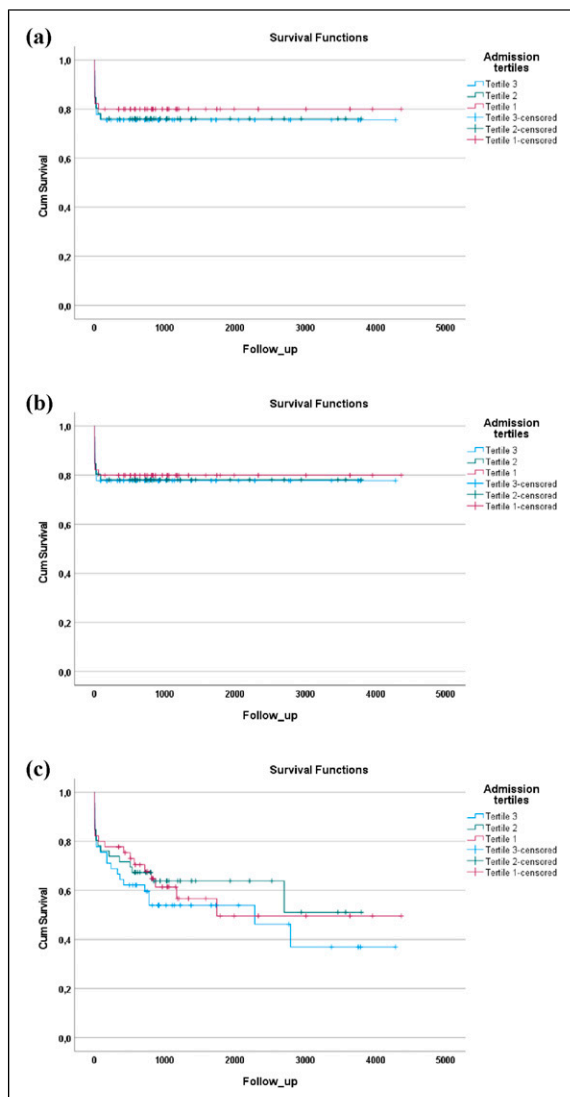 (a)
Survival Functions
Admission
tertiles
Tertile 3
Tertile 2
Tertile 1
Tertile 3-censored
Tertile 2-censored
Tertile 1-censored
1,0
0,8
0,6
0,4
0,2
0,0
Cum Survival
0 1000 2000 3000 4000 5000
Follow_up
(b)
Survival Functions
Admission
tertiles
Tertile 3
Tertile 2
Tertile 1
Tertile 3-censored
Tertile 2-censored
Tertile 1-censored
1,0
0,8
0,6
0,4
0,2
0,0
Cum Survival
0 1000 2000 3000 4000 5000
Follow_up
(c)
Survival Functions
Admission
tertiles
Tertile 3
Tertile 2
Tertile 1
Tertile 3-censored
Tertile 2-censored
Tertile 1-censored
1,0
0,8
0,6
0,4
0,2
0,0
Cum Survival
0 1000 2000 3000 4000 5000
Follow_up